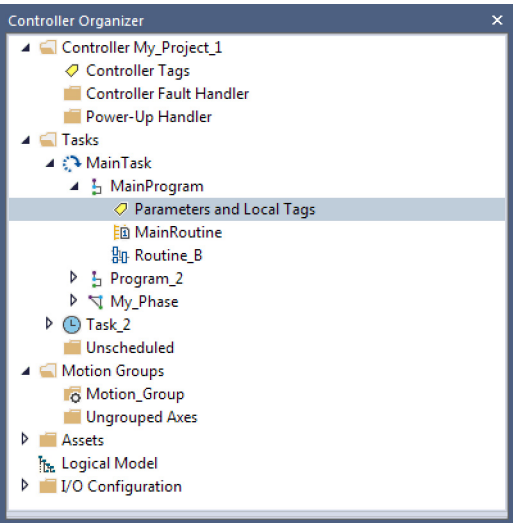 Controller Organizer
Controller My_Project_1
Controller Tags
Controller Fault Handler
Power-Up Handler
Tasks
MainTask
MainProgram
Parameters and Local Tags
MainRoutine
Routine_B
Program_2
My_Phase
Task_2
Unscheduled
Motion Groups
Motion_Group
Ungrouped Axes
Assets
Logical Model
I/O Configuration